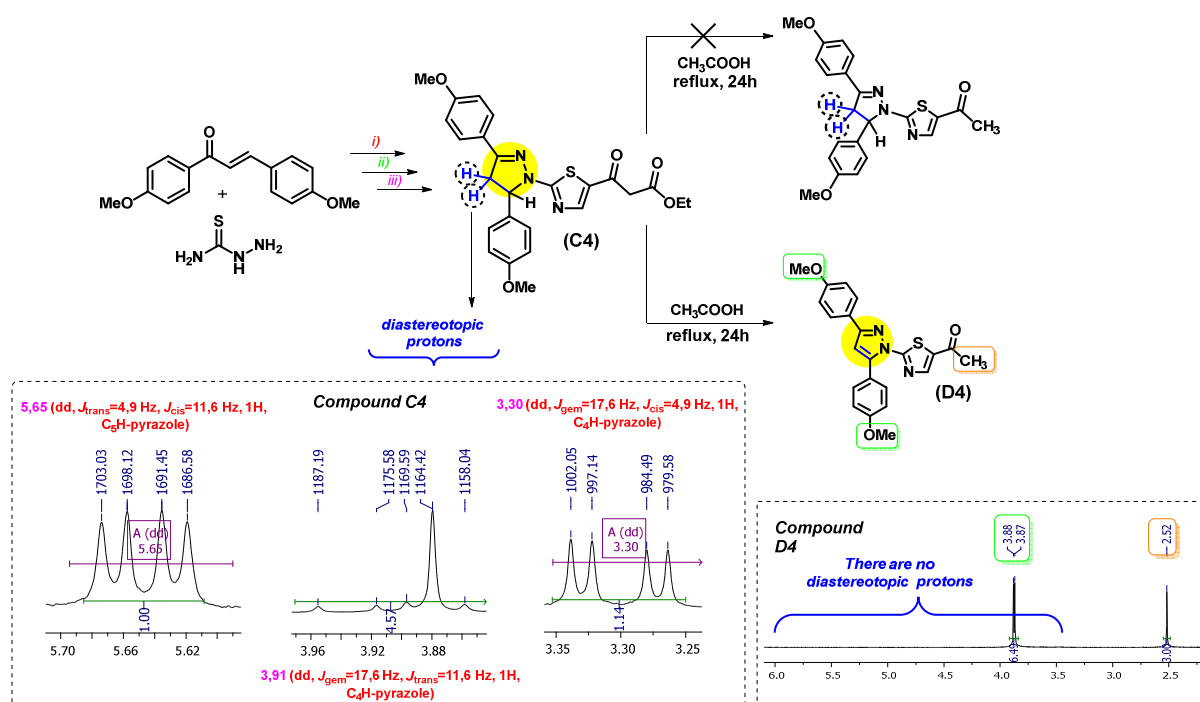 MeO
O
MeO
OMe
+
S
H2N
N
H
NH2
i)
ii)
iii)
MeO
H
H
N
N
H
S
N
O
O
OEt
(C4)
OMe
CH3COOH
reflux, 24h
MeO
H
H
N
N
H
S
N
O
CH3
MeO
CH3COOH
reflux, 24h
MeO
N
N
S
N
O
CH3
(D4)
OMe
diastereotopic
protons
5,65 (dd, Jtrans=4,9 Hz, Jcis=11,6 Hz, 1H,
C5H-pyrazole)
Compound C4
3,30 (dd, Jgem=17,6 Hz, Jcis=4,9 Hz, 1H,
C4H-pyrazole)
1703.03
1698.12
1691.45
1686.58
A (dd)
5.65
1.00
5.70 5.66 5.62
1187.19
1175.58
1169.59
1164.42
1158.04
4.57
3.96 3.92 3.88
3,91 (dd, Jgem=17,6 Hz, Jtrans=11,6 Hz, 1H,
C4H-pyrazole)
1002.05
997.14
984.49
979.58
A (dd)
3.30
1.14
3.35 3.30 3.25
Compound
D4
There are no
diastereotopic protons
3.88
3.87
2.52
6.49
3.00
6.0 5.5 5.0 4.5 4.0 3.5 3.0 2.5